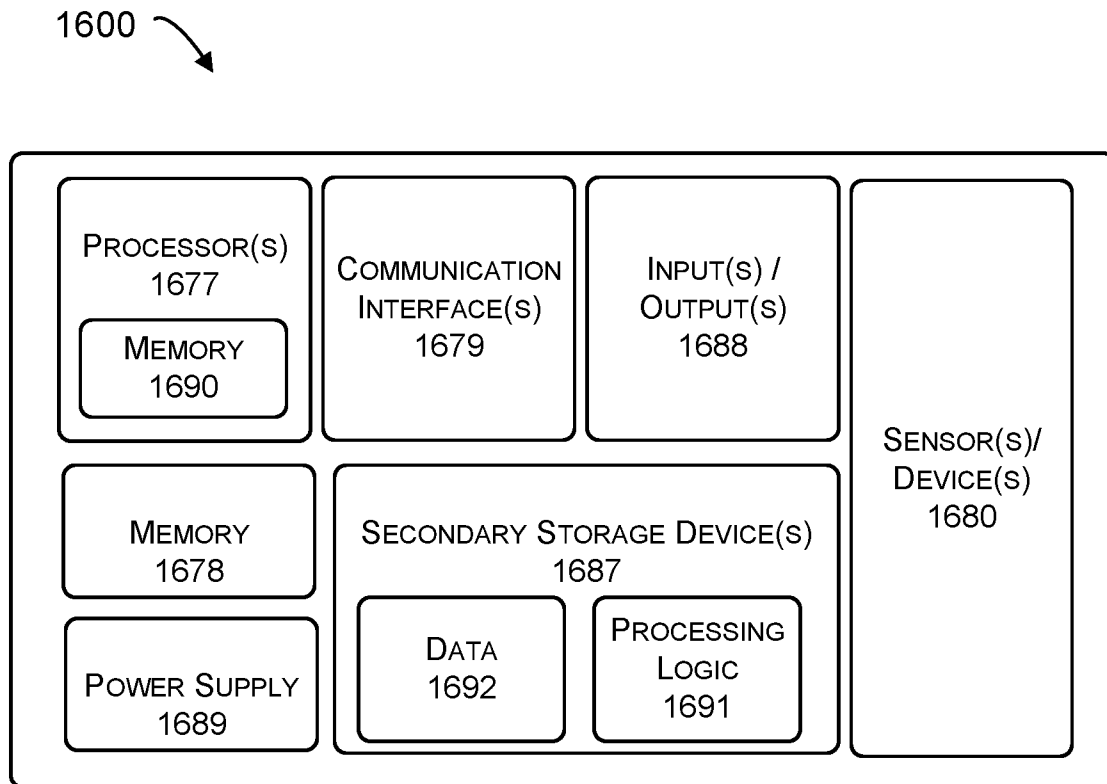 1600
PROCESSOR(S)
1677
MEMORY
1690
COMMUNICATION
INTERFACE(S)
1679
INPUT(S) /
OUTPUT(S)
1688
SENSOR(S)/
DEVICE(S)
1680
MEMORY
1678
POWER SUPPLY
1689
SECONDARY STORAGE DEVICE(S)
1687
DATA
1692
PROCESSING
LOGIC
1691